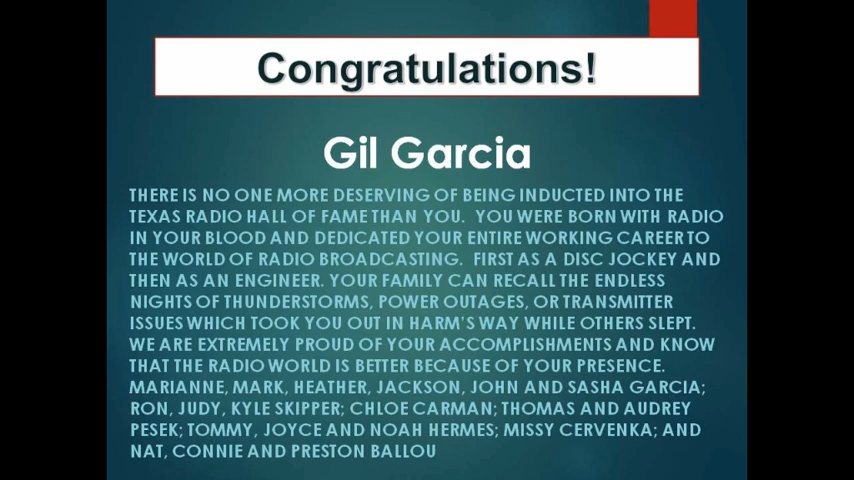 Congratulations!
Gil Garcia
THERE IS NO ONE MORE DESERVING OF BEING INDUCTED INTO THE
TEXAS RADIO HALL OF FAME THAN YOU. YOU WERE BORN WITH RADIO
IN YOUR BLOOD AND DEDICATED YOUR ENTIRE WORKING CAREER TO
THE WORLD OF RADIO BROADCASTING. FIRST AS A DISC JOCKEY AND
THEN AS AN ENGINEER. YOUR FAMILY CAN RECALL THE ENDLESS
NIGHTS OF THUNDERSTORMS, POWER OUTAGES, OR TRANSMITTER
ISSUES WHICH TOOK YOU OUT IN HARM'S WAY WHILE OTHERS SLEPT.
WE ARE EXTREMELY PROUD OF YOUR ACCOMPLISHMENTS AND KNOW
THAT THE RADIO WORLD IS BETTER BECAUSE OF YOUR PRESENCE.
MARIANNE, MARK, HEATHER, JACKSON, JOHN AND SASHA GARCIA;
RON, JUDY, KYLE SKIPPER; CHLOE CARMAN; THOMAS AND AUDREY
PESEK; TOMMY, JOYCE AND NOAH HERMES; MISSY CERVENKA; AND
NAT, CONNIE AND PRESTON BALLOU